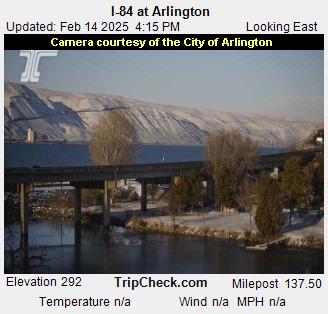 I-84 at Arlington
Updated: Feb 14 2025 4:15 PM Looking East
Camera courtesy of the City of Arlington
Elevation 292 TripCheck.com Milepost 137.50
Temperature n/a Wind n/a MPH n/a